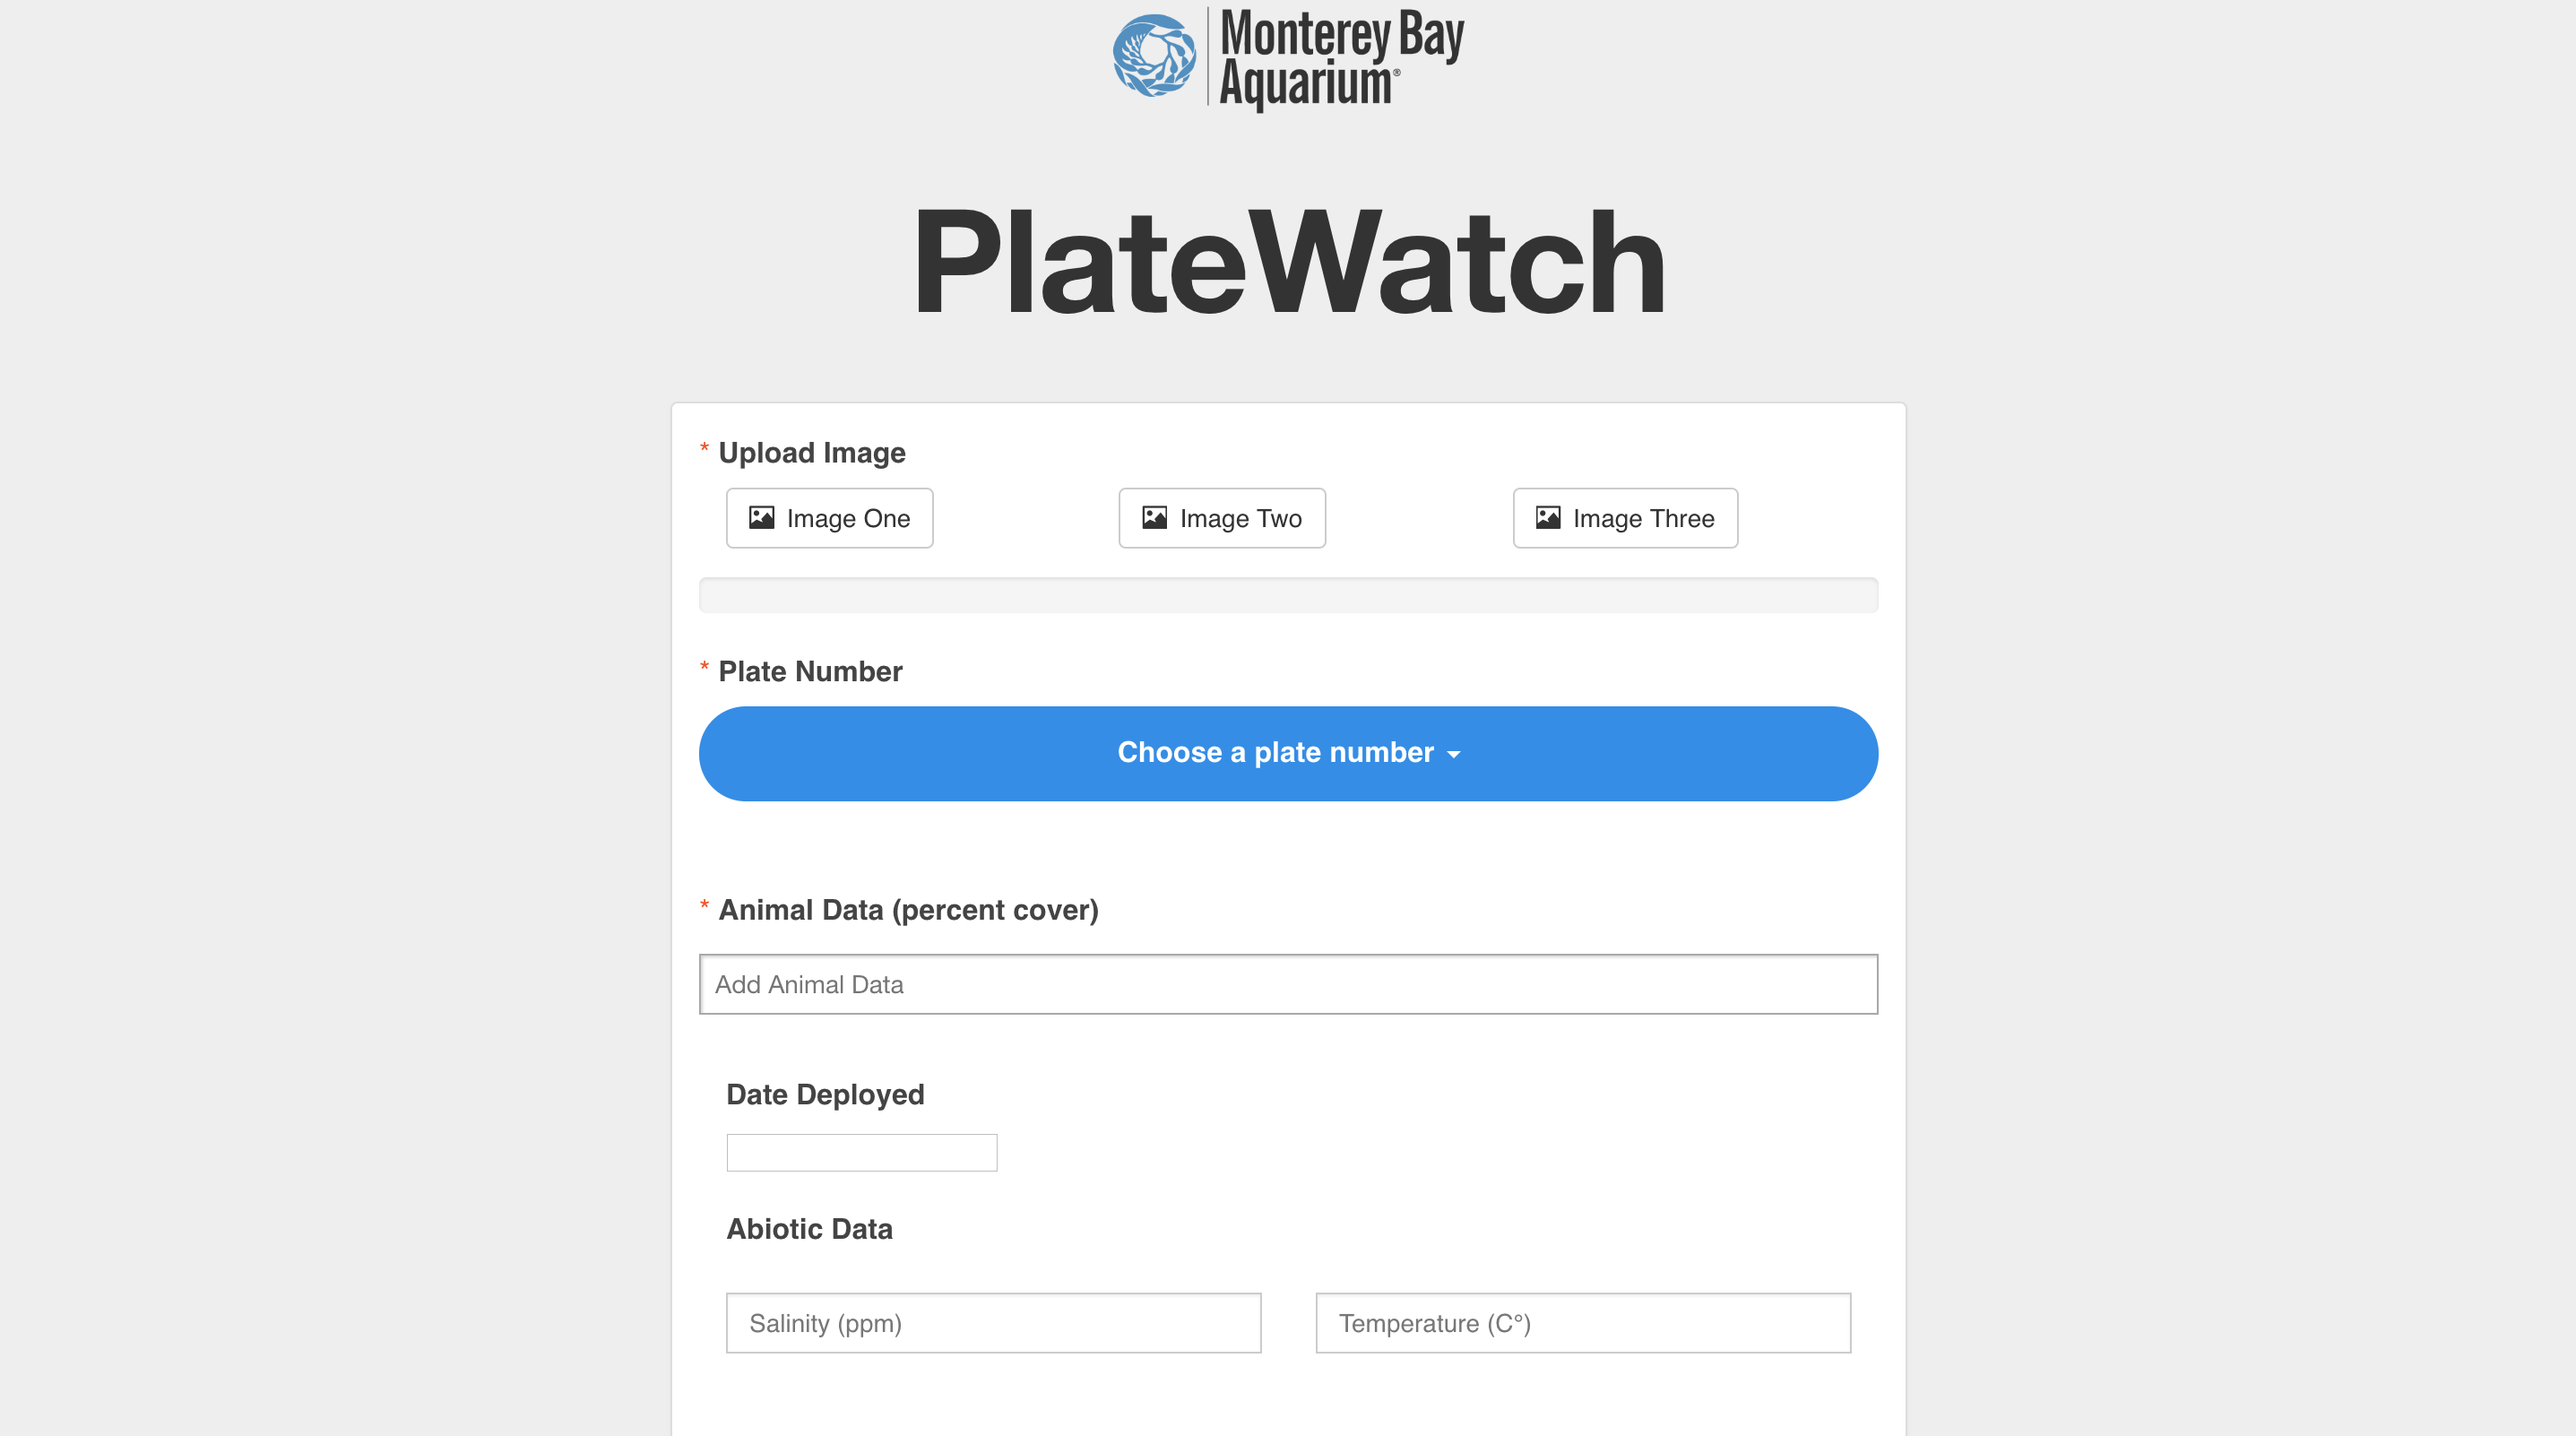 Monterey Bay
Aquarium®
PlateWatch
* Upload Image
Image One
Image Two
Image Three
* Plate Number
Choose a plate number
* Animal Data (percent cover)
Add Animal Data
Date Deployed
Abiotic Data
Salinity (ppm)
Temperature (C°)